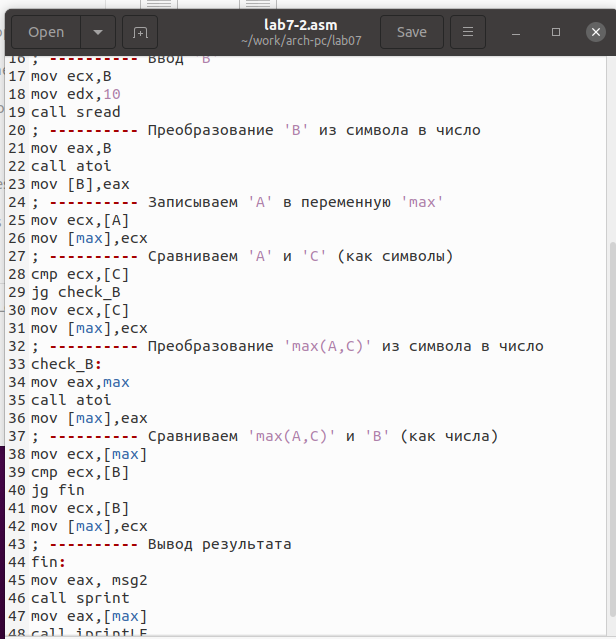 Open
lab7-2.asm
~/work/arch-pc/lab07
Save
16 ; ---------- Ввод 'B'
17 mov ecx,B
18 mov edx,10
19 call sread
20 ; ---------- Преобразование 'B' из символа в число
21 mov eax,B
22 call atoi
23 mov [B],eax
24 ; ---------- Записываем 'A' в переменную 'max'
25 mov ecx,[A]
26 mov [max],ecx
27 ; ---------- Сравниваем 'A' и 'C' (как символы)
28 cmp ecx,[C]
29 jg check_B
30 mov ecx,[C]
31 mov [max],ecx
32 ; ---------- Преобразование 'max(A,C)' из символа в число
33 check_B:
34 mov eax,max
35 call atoi
36 mov [max],eax
37 ; ---------- Сравниваем 'max(A,C)' и 'B' (как числа)
38 mov ecx,[max]
39 cmp ecx,[B]
40 jg fin
41 mov ecx,[B]
42 mov [max],ecx
43 ; ---------- Вывод результата
44 fin:
45 mov eax, msg2
46 call sprint
47 mov eax,[max]
48 call iprintLF